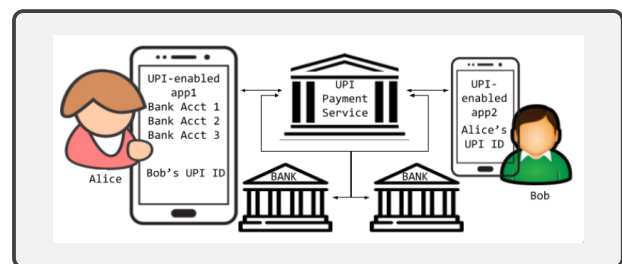 UPI-enabled
app1
Bank Acct 1
Bank Acct 2
Bank Acct 3
Bob's UPI ID
Alice
UPI
Payment
Service
BANK
BANK
UPI-
enabled
app2
Alice's
UPI ID
Bob